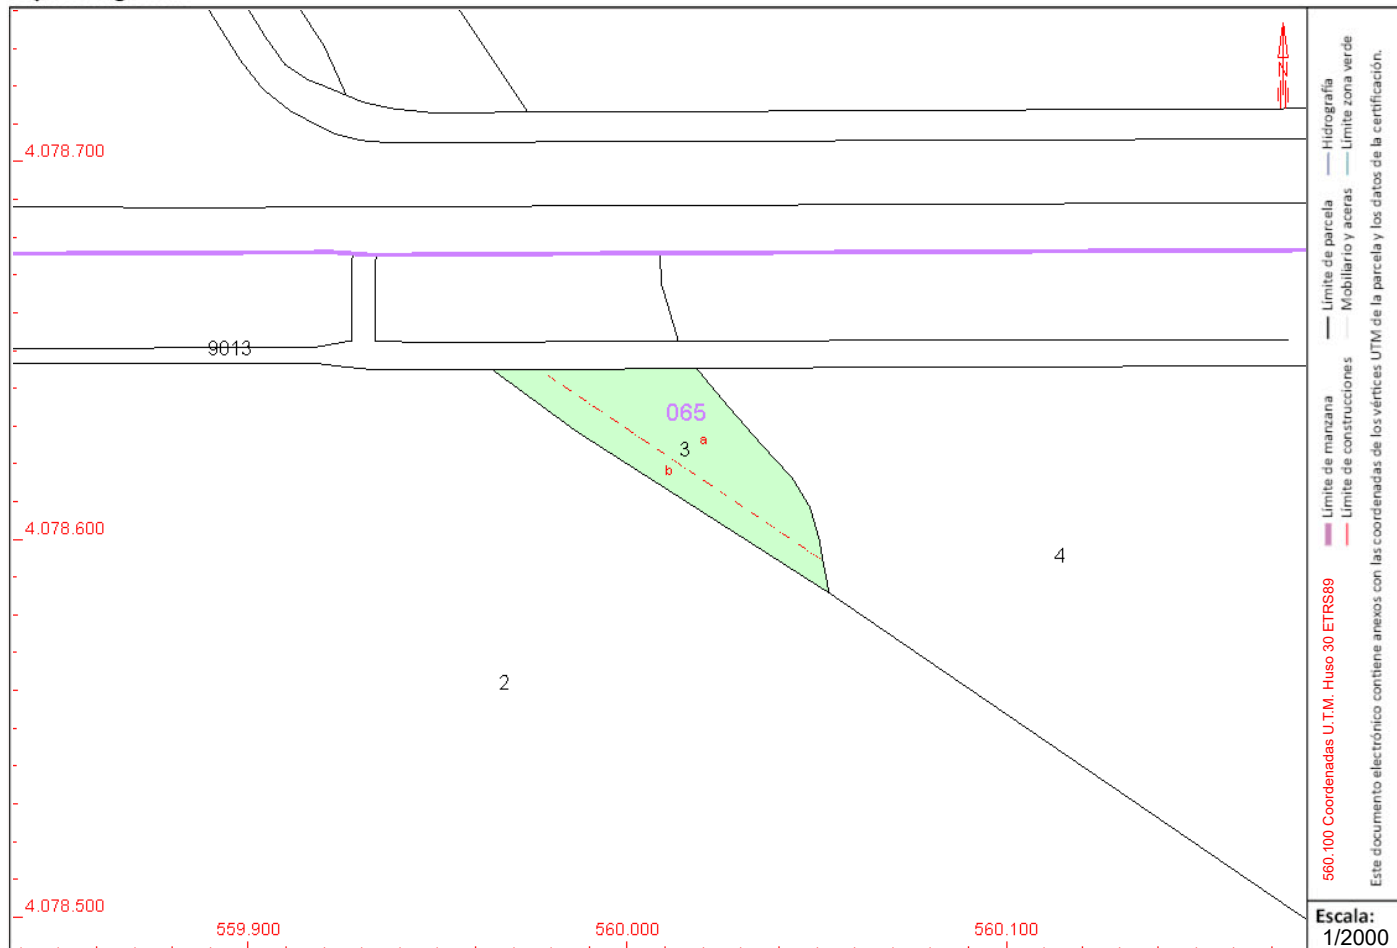 4.078.700
9013
065
3
a
b
4.078.600
4
2
4.078.500
559.900
560.000
560.100
560.100 Coordenadas U.T.M. Huso 30 ETRS89
Límite de manzana
Límite de parcela
Hidrografía
Límite de construcciones
Mobiliario y aceras
Límite zona verde
Este documento electrónico contiene anexos con las coordenadas de los vértices UTM de la parcela y los datos de la certificación.
Escala:
1/2000